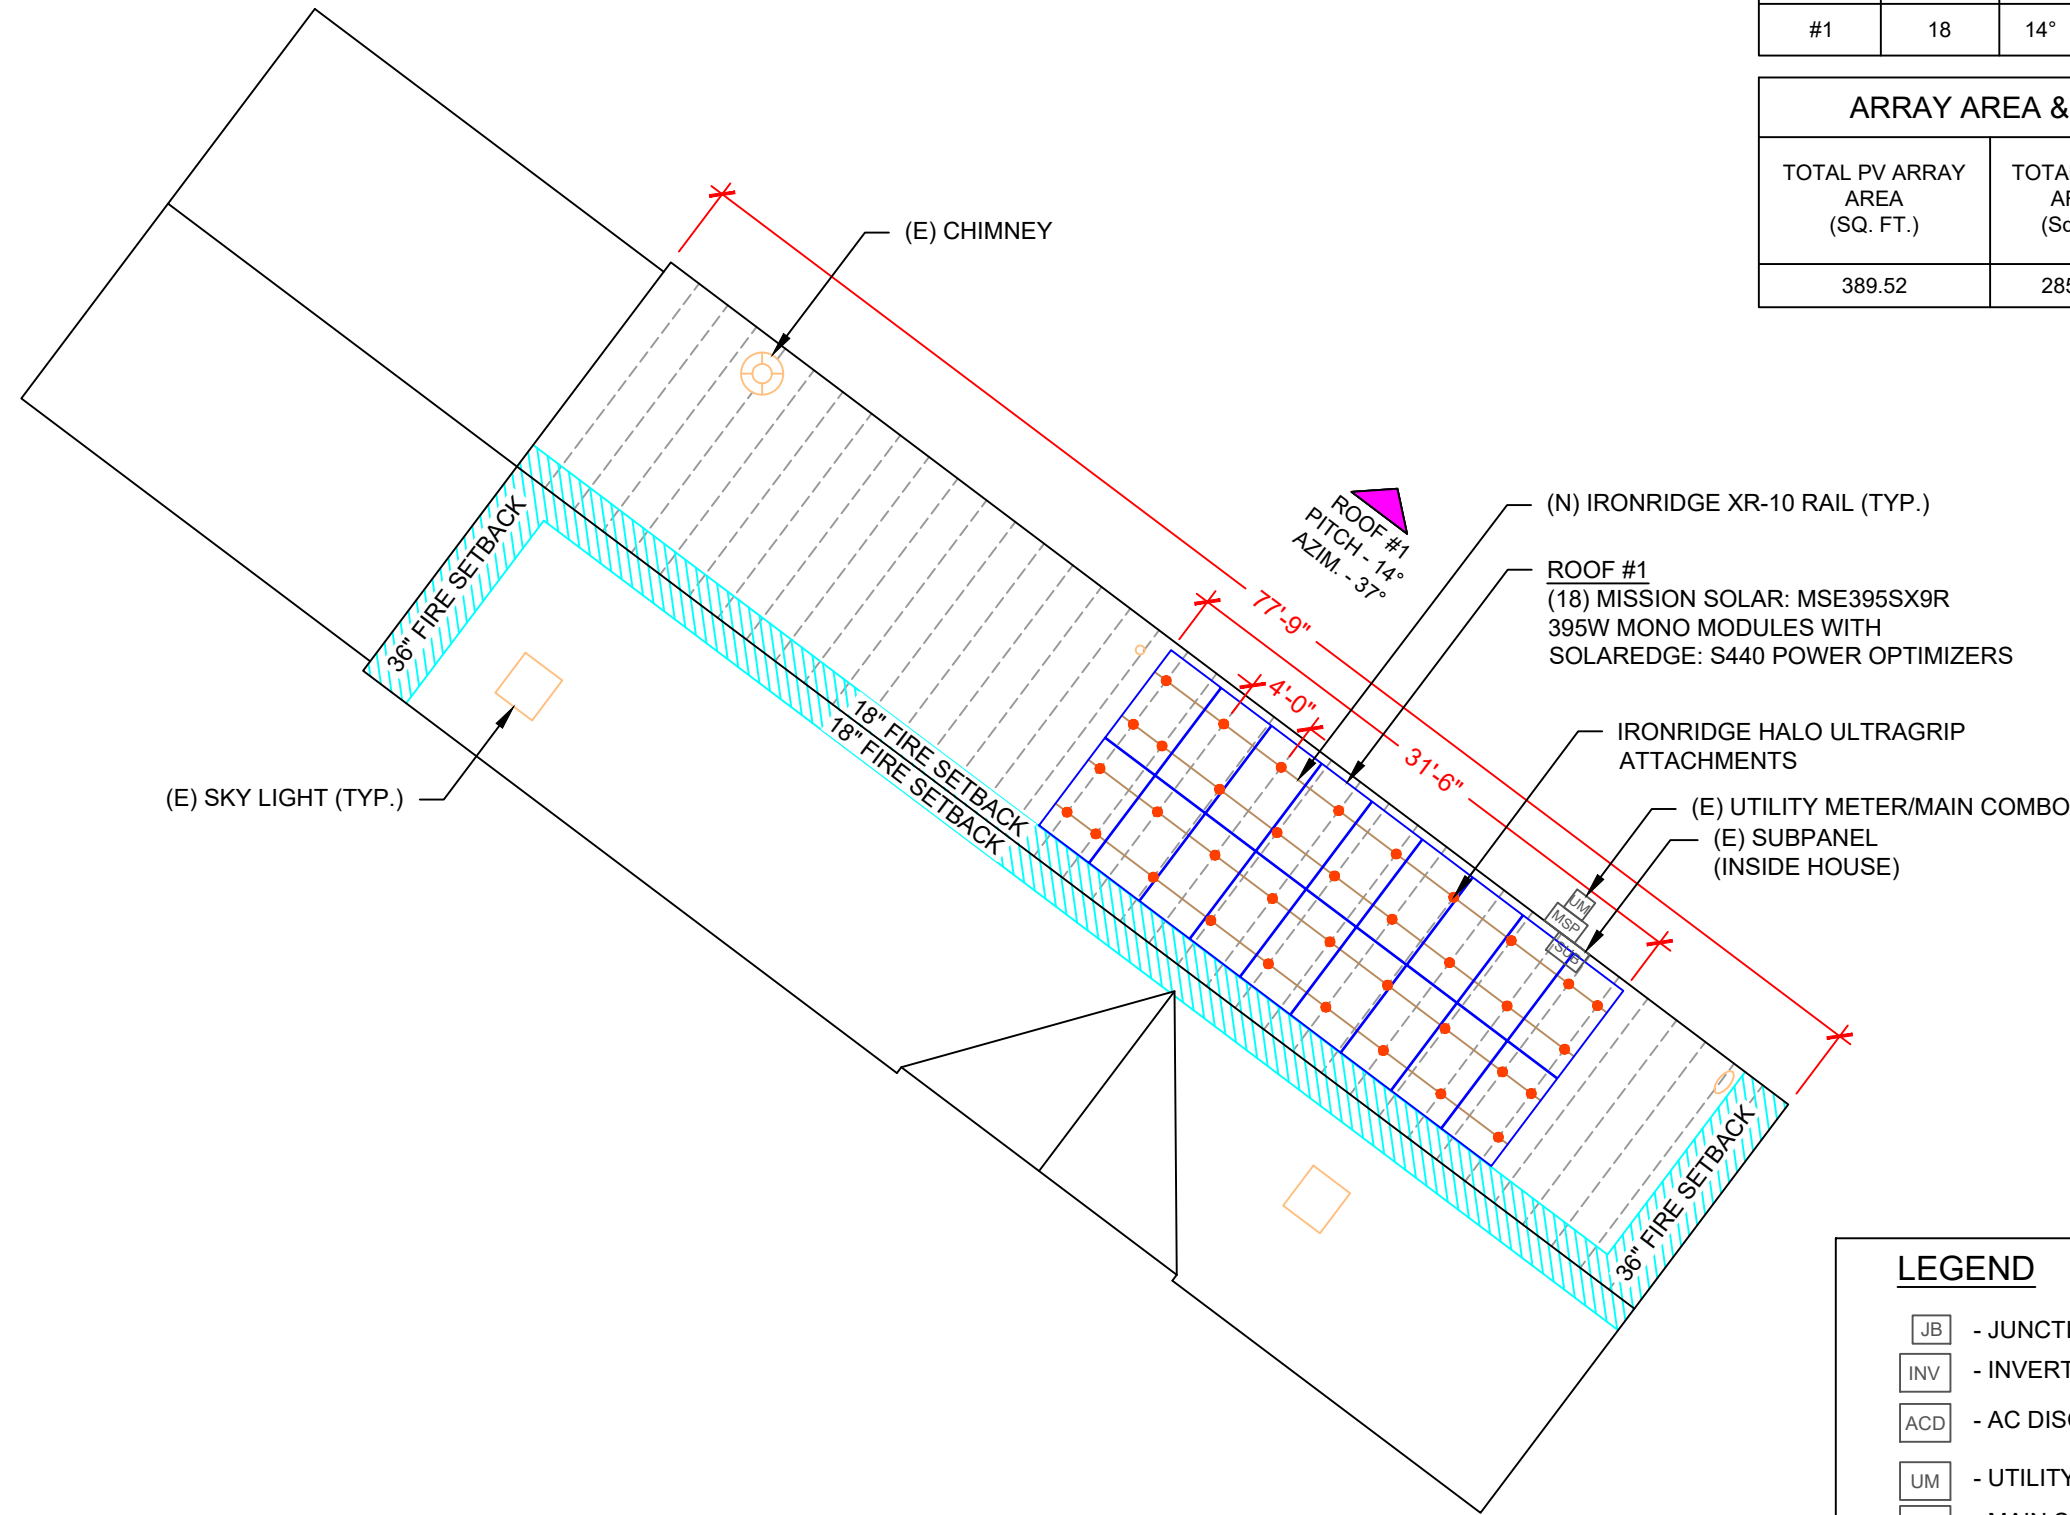 #1
18
14°
ARRAY AREA &
TOTAL PV ARRAY
AREA
(SQ. FT.)
389.52
(E) CHIMNEY
ROOF #1
PITCH - 14°
AZIM. - 37°
(N) IRONRIDGE XR-10 RAIL (TYP.)
ROOF #1
(18) MISSION SOLAR: MSE395SX9R
395W MONO MODULES WITH
SOLAREDGE: S440 POWER OPTIMIZERS
77'-9"
4'-0"
31'-6"
36" FIRE SETBACK
IRONRIDGE HALO ULTRAGRIP
ATTACHMENTS
18" FIRE SETBACK
18" FIRE SETBACK
(E) SKY LIGHT (TYP.)
(E) UTILITY METER/MAIN COMBO
(E) SUBPANEL
(INSIDE HOUSE)
UM
MSP
SUB
36" FIRE SETBACK
LEGEND
JB
INV
- INVERT
ACD
- AC
UM
- UTILITY